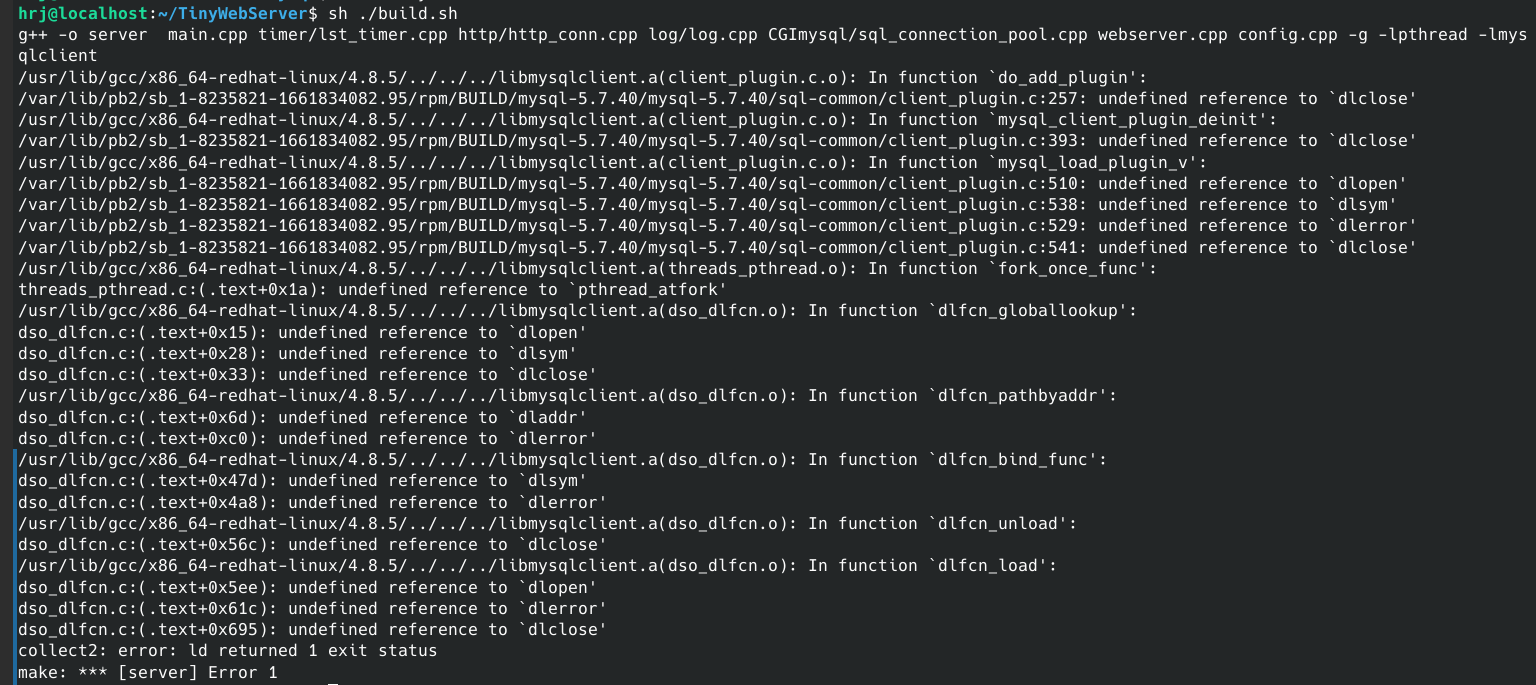 hrj@localhost:~/TinyWebServer$ sh ./build.sh
g++ -o server  main.cpp timer/lst_timer.cpp http/http_conn.cpp log/log.cpp CGImysql/sql_connection_pool.cpp webserver.cpp config.cpp -g -lpthread -lmys
qlclient
/usr/lib/gcc/x86_64-redhat-linux/4.8.5/../../../libmysqlclient.a(client_plugin.c.o): In function `do_add_plugin':
/var/lib/pb2/sb_1-8235821-1661834082.95/rpm/BUILD/mysql-5.7.40/mysql-5.7.40/sql-common/client_plugin.c:257: undefined reference to `dlclose'
/usr/lib/gcc/x86_64-redhat-linux/4.8.5/../../../libmysqlclient.a(client_plugin.c.o): In function `mysql_client_plugin_deinit':
/var/lib/pb2/sb_1-8235821-1661834082.95/rpm/BUILD/mysql-5.7.40/mysql-5.7.40/sql-common/client_plugin.c:393: undefined reference to `dlclose'
/usr/lib/gcc/x86_64-redhat-linux/4.8.5/../../../libmysqlclient.a(client_plugin.c.o): In function `mysql_load_plugin_v':
/var/lib/pb2/sb_1-8235821-1661834082.95/rpm/BUILD/mysql-5.7.40/mysql-5.7.40/sql-common/client_plugin.c:510: undefined reference to `dlopen'
/var/lib/pb2/sb_1-8235821-1661834082.95/rpm/BUILD/mysql-5.7.40/mysql-5.7.40/sql-common/client_plugin.c:538: undefined reference to `dlsym'
/var/lib/pb2/sb_1-8235821-1661834082.95/rpm/BUILD/mysql-5.7.40/mysql-5.7.40/sql-common/client_plugin.c:529: undefined reference to `dlerror'
/var/lib/pb2/sb_1-8235821-1661834082.95/rpm/BUILD/mysql-5.7.40/mysql-5.7.40/sql-common/client_plugin.c:541: undefined reference to `dlclose'
/usr/lib/gcc/x86_64-redhat-linux/4.8.5/../../../libmysqlclient.a(threads_pthread.o): In function `fork_once_func':
threads_pthread.c:(.text+0x1a): undefined reference to `pthread_atfork'
/usr/lib/gcc/x86_64-redhat-linux/4.8.5/../../../libmysqlclient.a(dso_dlfcn.o): In function `dlfcn_globallookup':
dso_dlfcn.c:(.text+0x15): undefined reference to `dlopen'
dso_dlfcn.c:(.text+0x28): undefined reference to `dlsym'
dso_dlfcn.c:(.text+0x33): undefined reference to `dlclose'
/usr/lib/gcc/x86_64-redhat-linux/4.8.5/../../../libmysqlclient.a(dso_dlfcn.o): In function `dlfcn_pathbyaddr':
dso_dlfcn.c:(.text+0x6d): undefined reference to `dladdr'
dso_dlfcn.c:(.text+0xc0): undefined reference to `dlerror'
/usr/lib/gcc/x86_64-redhat-linux/4.8.5/../../../libmysqlclient.a(dso_dlfcn.o): In function `dlfcn_bind_func':
dso_dlfcn.c:(.text+0x47d): undefined reference to `dlsym'
dso_dlfcn.c:(.text+0x4a8): undefined reference to `dlerror'
/usr/lib/gcc/x86_64-redhat-linux/4.8.5/../../../libmysqlclient.a(dso_dlfcn.o): In function `dlfcn_unload':
dso_dlfcn.c:(.text+0x56c): undefined reference to `dlclose'
/usr/lib/gcc/x86_64-redhat-linux/4.8.5/../../../libmysqlclient.a(dso_dlfcn.o): In function `dlfcn_load':
dso_dlfcn.c:(.text+0x5ee): undefined reference to `dlopen'
dso_dlfcn.c:(.text+0x61c): undefined reference to `dlerror'
dso_dlfcn.c:(.text+0x695): undefined reference to `dlclose'
collect2: error: ld returned 1 exit status
make: *** [server] Error 1